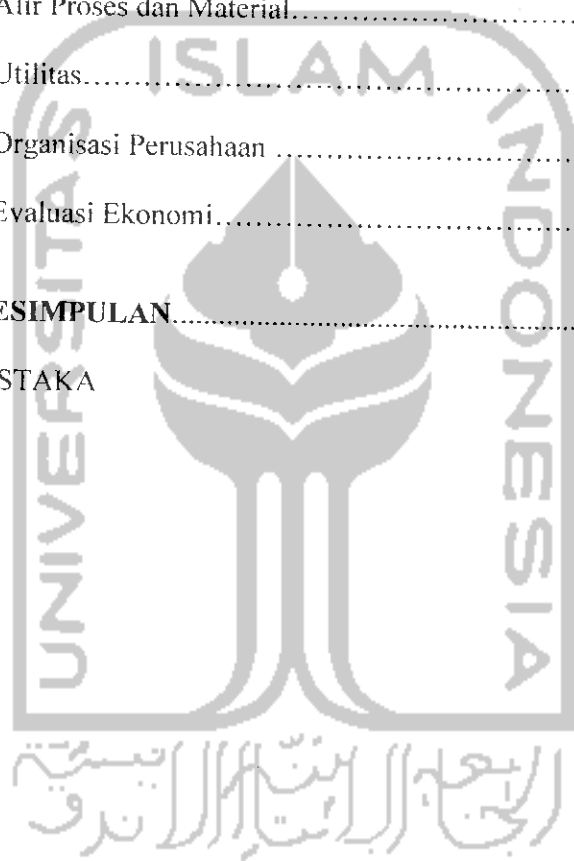 Alir Proses dan Material
Utilitas
Organisasi Perusahaan
Evaluasi Ekonomi
ESIMPULAN
STAKA
ISLAM
UNIVERSITAS
INDONESIA